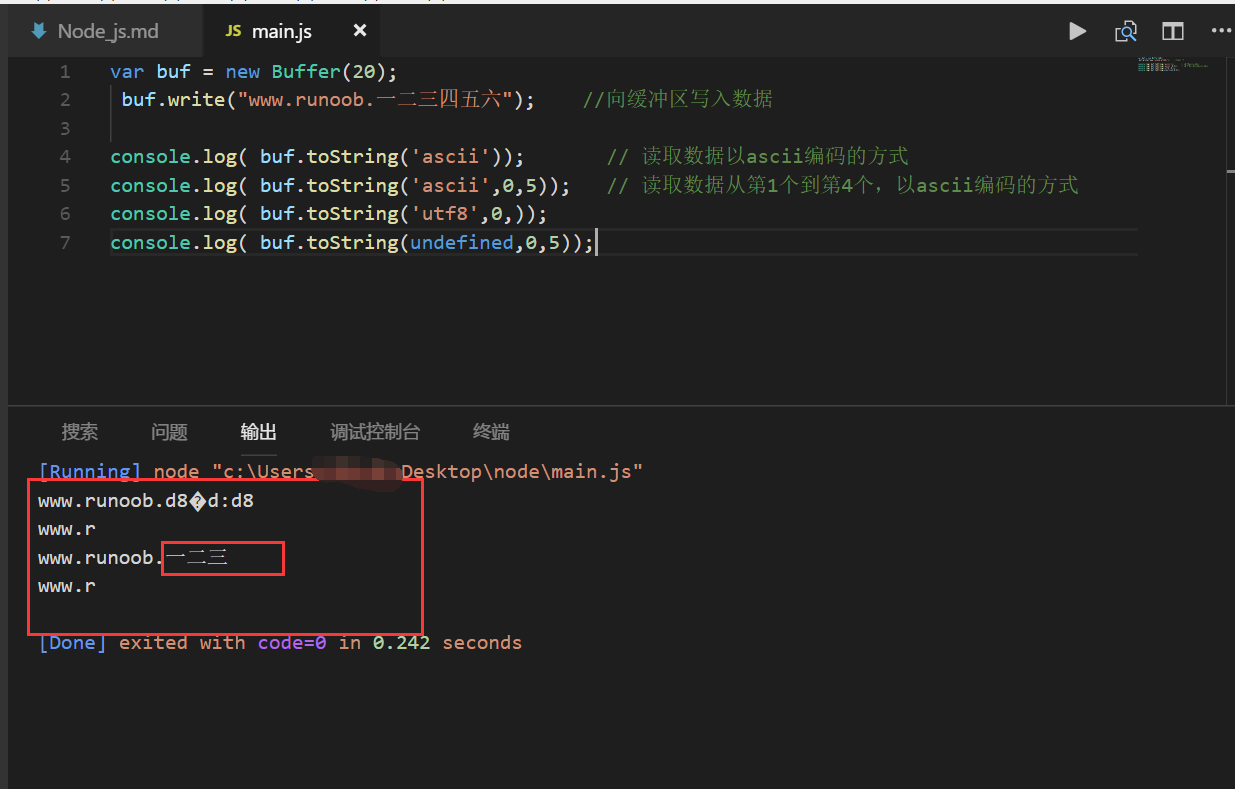 Node_js.md JS main.js
1 var buf = new Buffer(20);
2 buf.write("www.runoob.一二三四五六"); //向缓冲区写入数据
3
4 console.log( buf.toString('ascii')); // 读取数据以ascii编码的方式
5 console.log( buf.toString('ascii',0,5)); // 读取数据从第1个到第4个，以ascii编码的方式
6 console.log( buf.toString('utf8',0,));
7 console.log( buf.toString(undefined,0,5));
搜索 问题 输出 调试控制台 终端
[Running] node "c:\Users Desktop\node\main.js"
www.runoob.d8�d:d8
www.r
www.runoob.一二三
www.r
[Done] exited with code=0 in 0.242 seconds